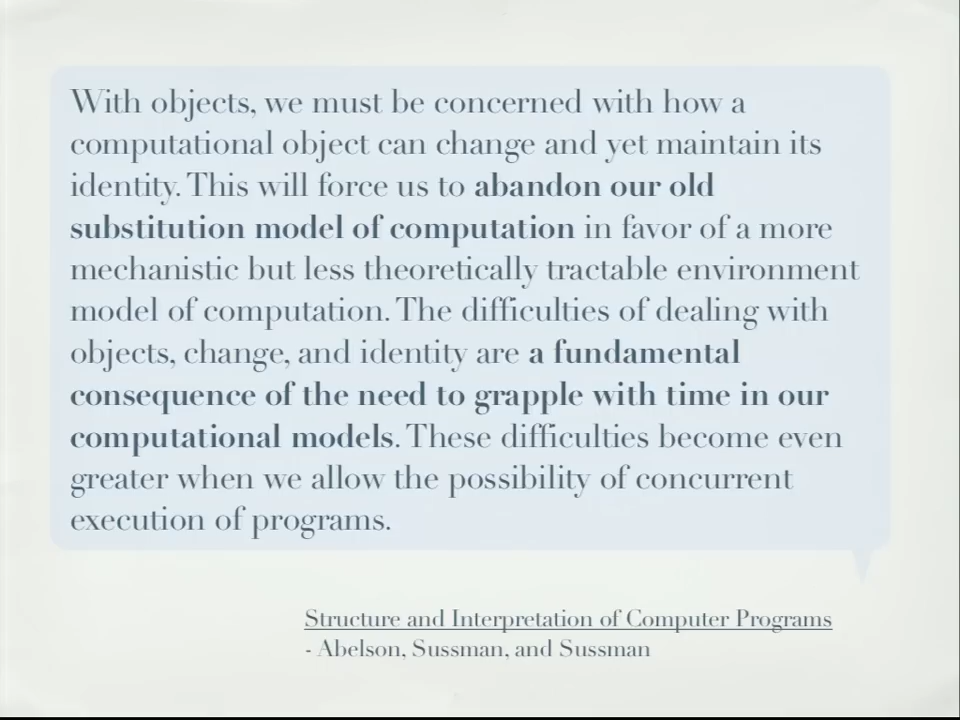 With objects, we must be concerned with how a
computational object can change and yet maintain its
identity. This will force us to abandon our old
substitution model of computation in favor of a more
mechanistic but less theoretically tractable environment
model of computation. The difficulties of dealing with
objects, change, and identity are a fundamental
consequence of the need to grapple with time in our
computational models. These difficulties become even
greater when we allow the possibility of concurrent
execution of programs.
Structure and Interpretation of Computer Programs
- Abelson, Sussman, and Sussman